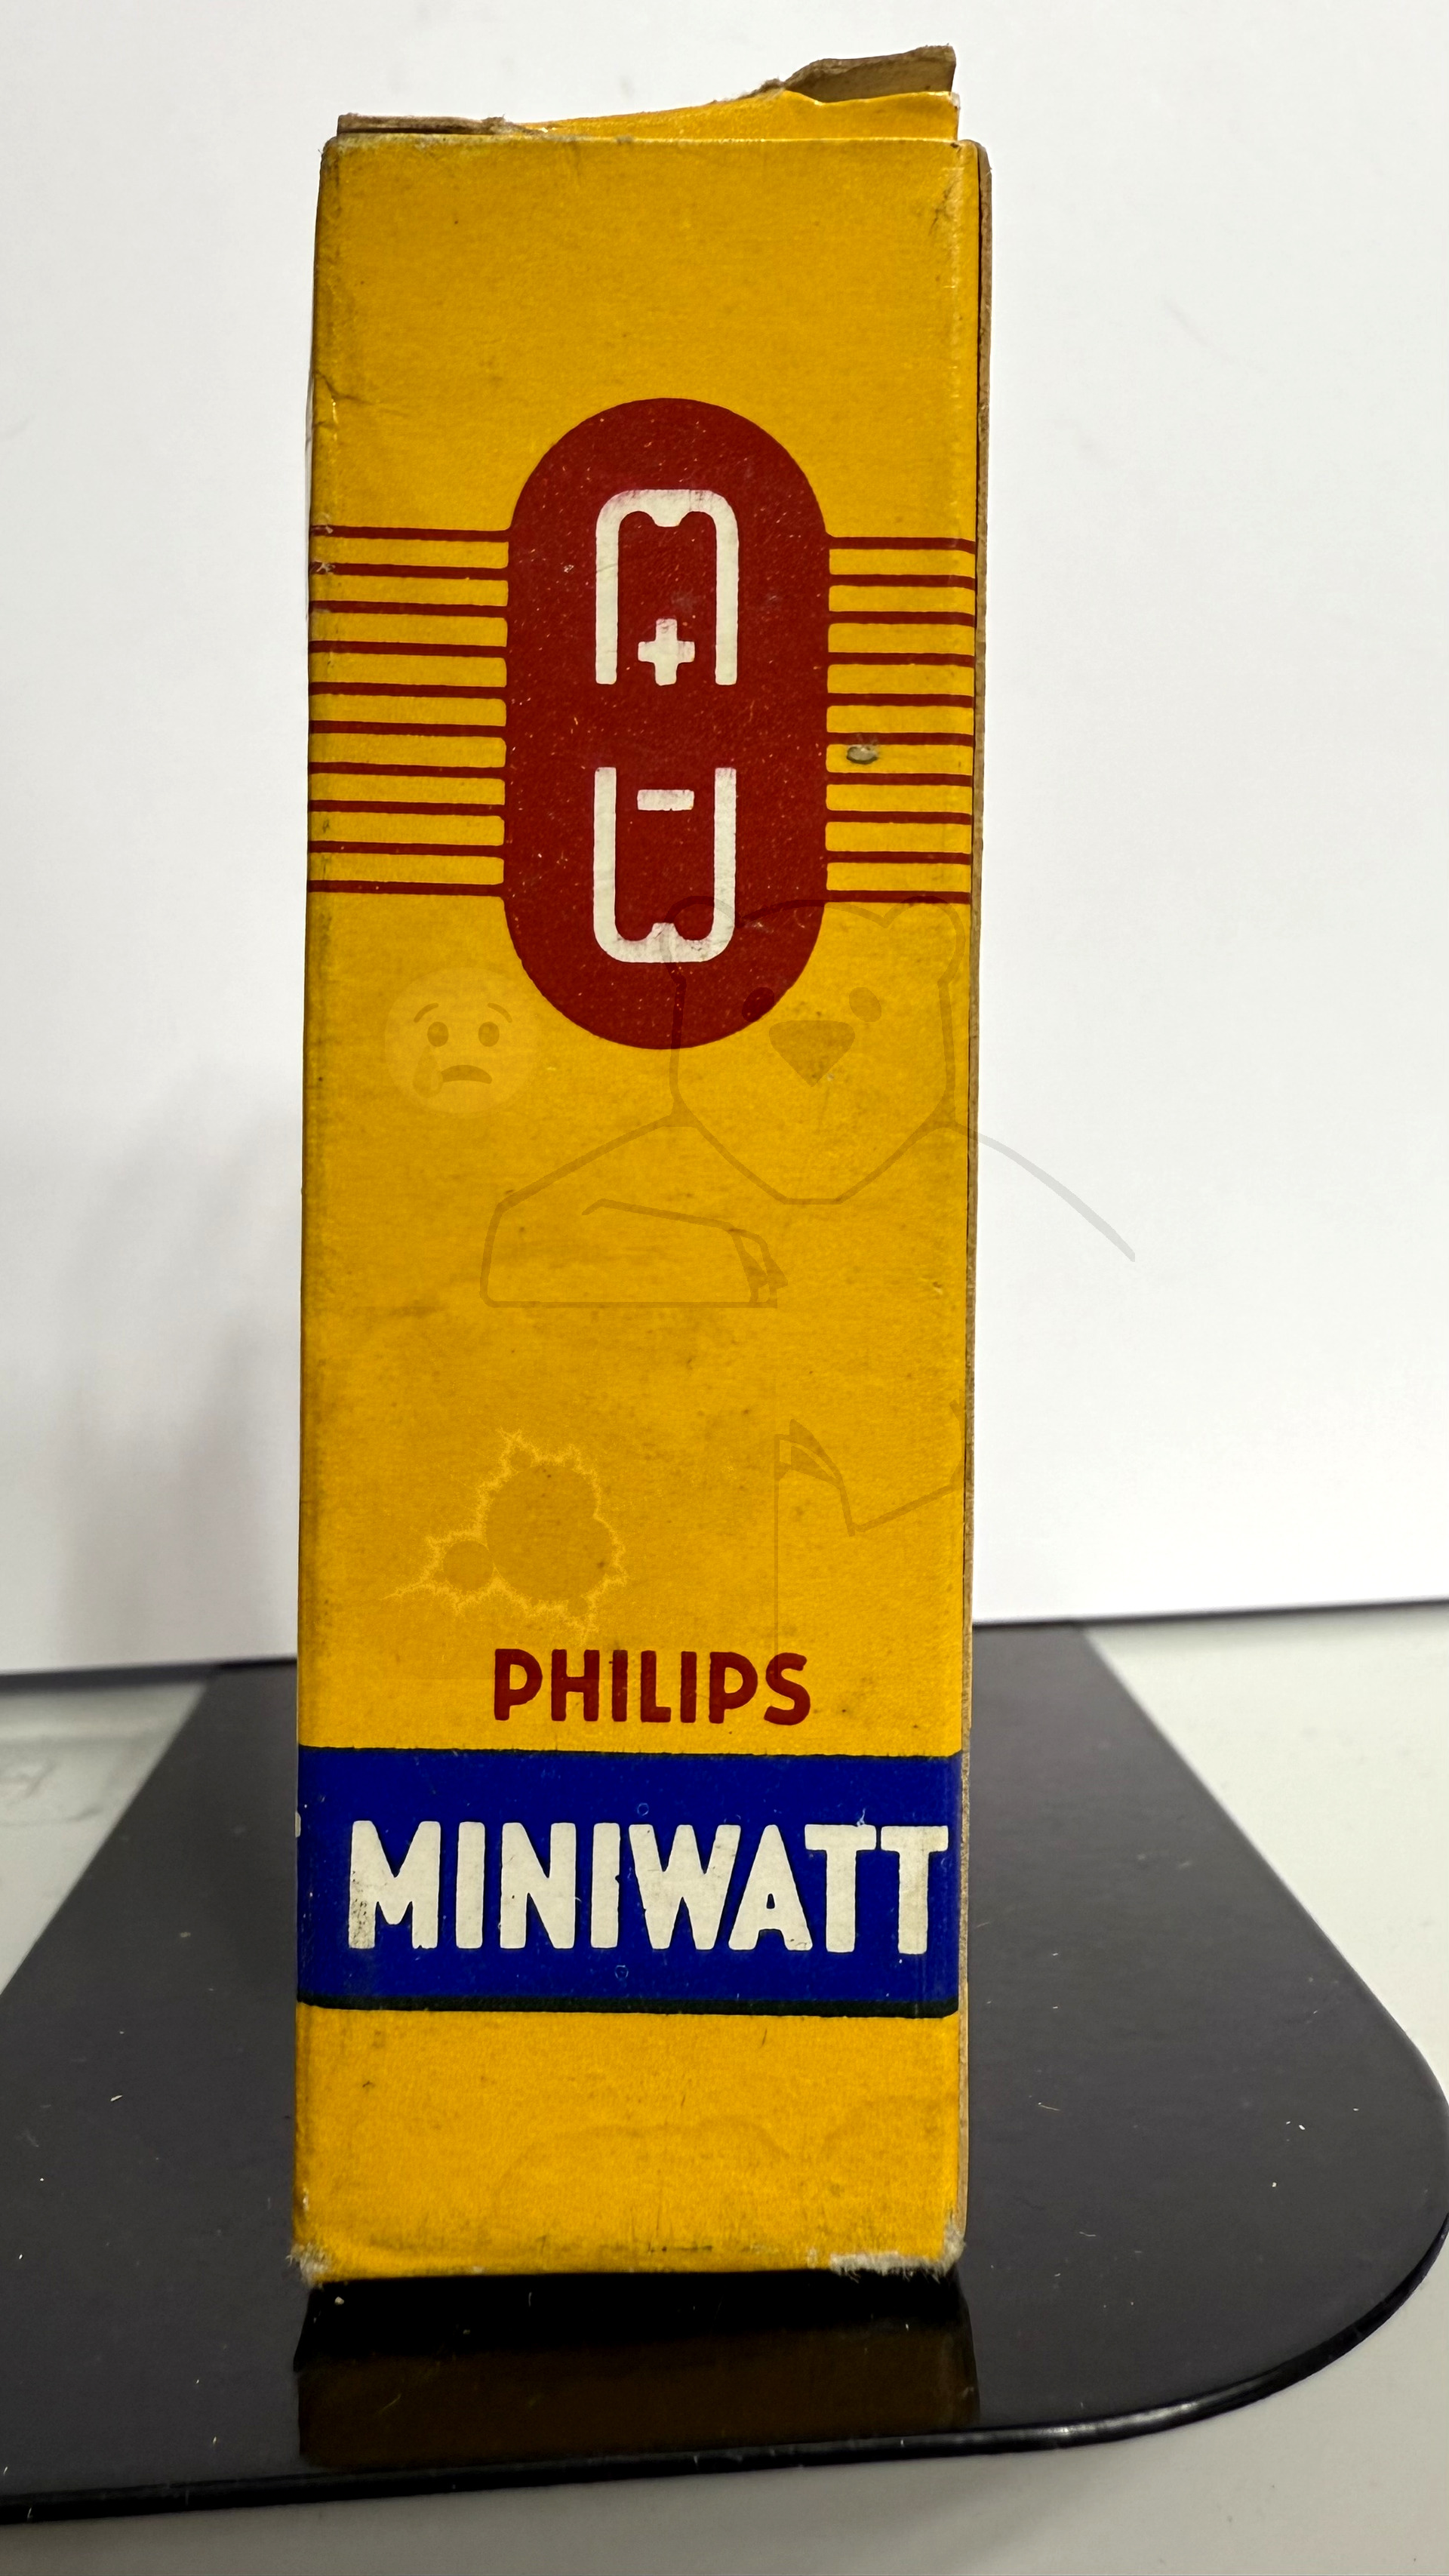 +
-
PHILIPS
MINIWATT